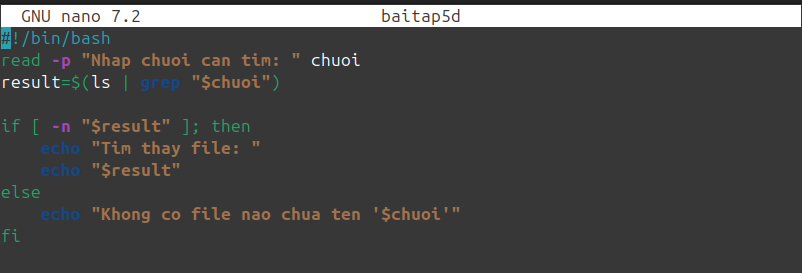 GNU nano 7.2 baitap5d
#!/bin/bash
read -p "Nhap chuoi can tim: " chuoi
result=$(ls | grep "$chuoi")
if [ -n "$result" ]; then
    echo "Tim thay file: "
    echo "$result"
else
    echo "Khong co file nao chua ten '$chuoi'"
fi